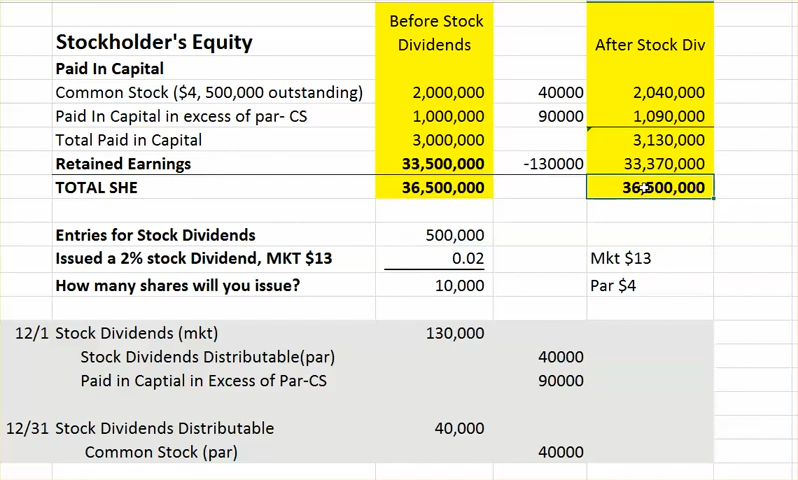 Before Stock
Stockholder's Equity Dividends After Stock Div
Paid In Capital
Common Stock ($4, 500,000 outstanding) 2,000,000 40000 2,040,000
Paid In Capital in excess of par- CS 1,000,000 90000 1,090,000
Total Paid in Capital 3,000,000 3,130,000
Retained Earnings 33,500,000 -130000 33,370,000
TOTAL SHE 36,500,000 36,500,000
Entries for Stock Dividends 500,000
Issued a 2% stock Dividend, MKT $13 0.02 Mkt $13
How many shares will you issue? 10,000 Par $4
12/1 Stock Dividends (mkt) 130,000
Stock Dividends Distributable(par) 40000
Paid in Captial in Excess of Par-CS 90000
12/31 Stock Dividends Distributable 40,000
Common Stock (par) 40000